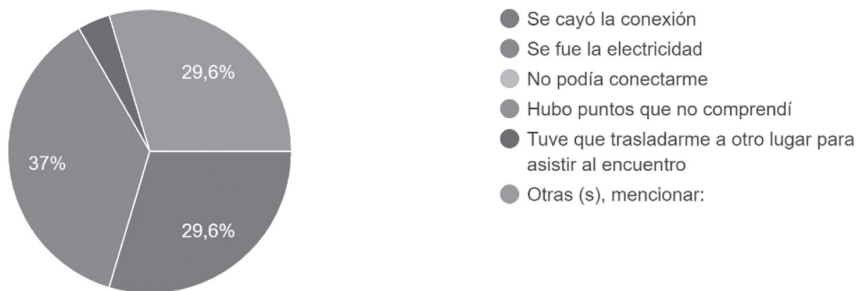 29,6%
37%
29,6%
Se cayó la conexión
Se fue la electricidad
No podía conectarme
Hubo puntos que no comprendí
Tuve que trasladarme a otro lugar para
asistir al encuentro
Otras (s), mencionar: